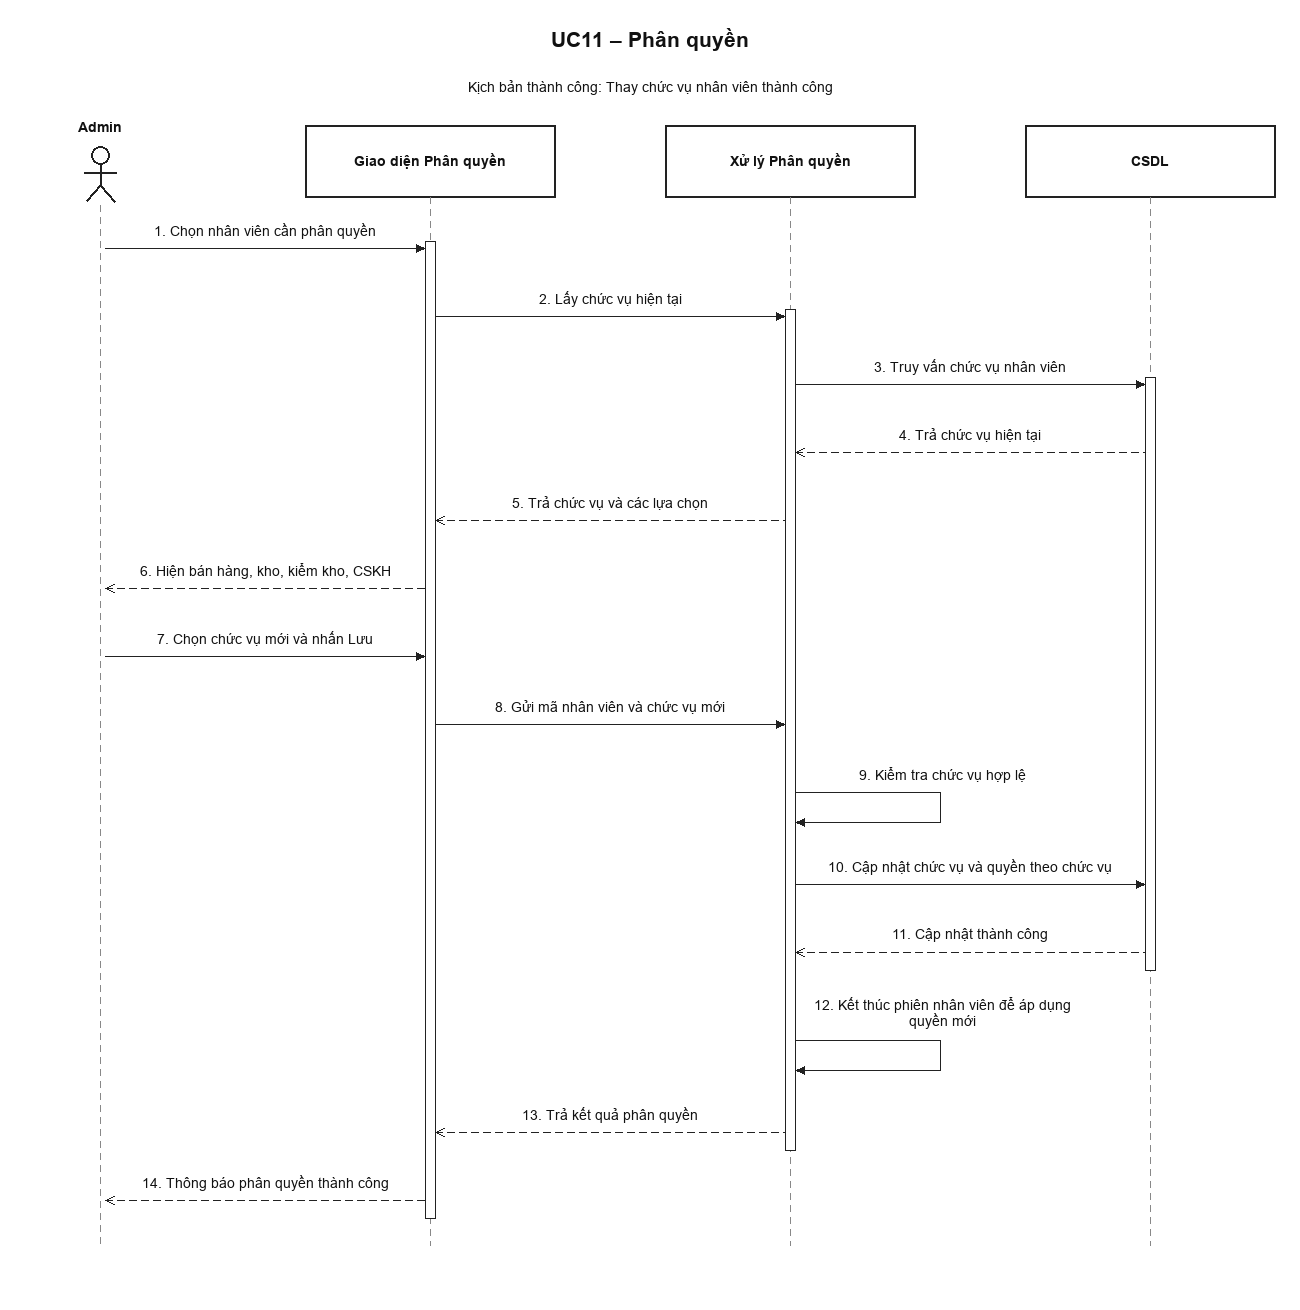 UC11 – Phân quyền
Kịch bản thành công: Thay chức vụ nhân viên thành công
Admin
Giao diện Phân quyền
Xử lý Phân quyền
CSDL
1. Chọn nhân viên cần phân quyền
2. Lấy chức vụ hiện tại
3. Truy vấn chức vụ nhân viên
4. Trả chức vụ hiện tại
5. Trả chức vụ và các lựa chọn
6. Hiện bán hàng, kho, kiểm kho, CSKH
7. Chọn chức vụ mới và nhấn Lưu
8. Gửi mã nhân viên và chức vụ mới
9. Kiểm tra chức vụ hợp lệ
10. Cập nhật chức vụ và quyền theo chức vụ
11. Cập nhật thành công
12. Kết thúc phiên nhân viên để áp dụng
quyền mới
13. Trả kết quả phân quyền
14. Thông báo phân quyền thành công